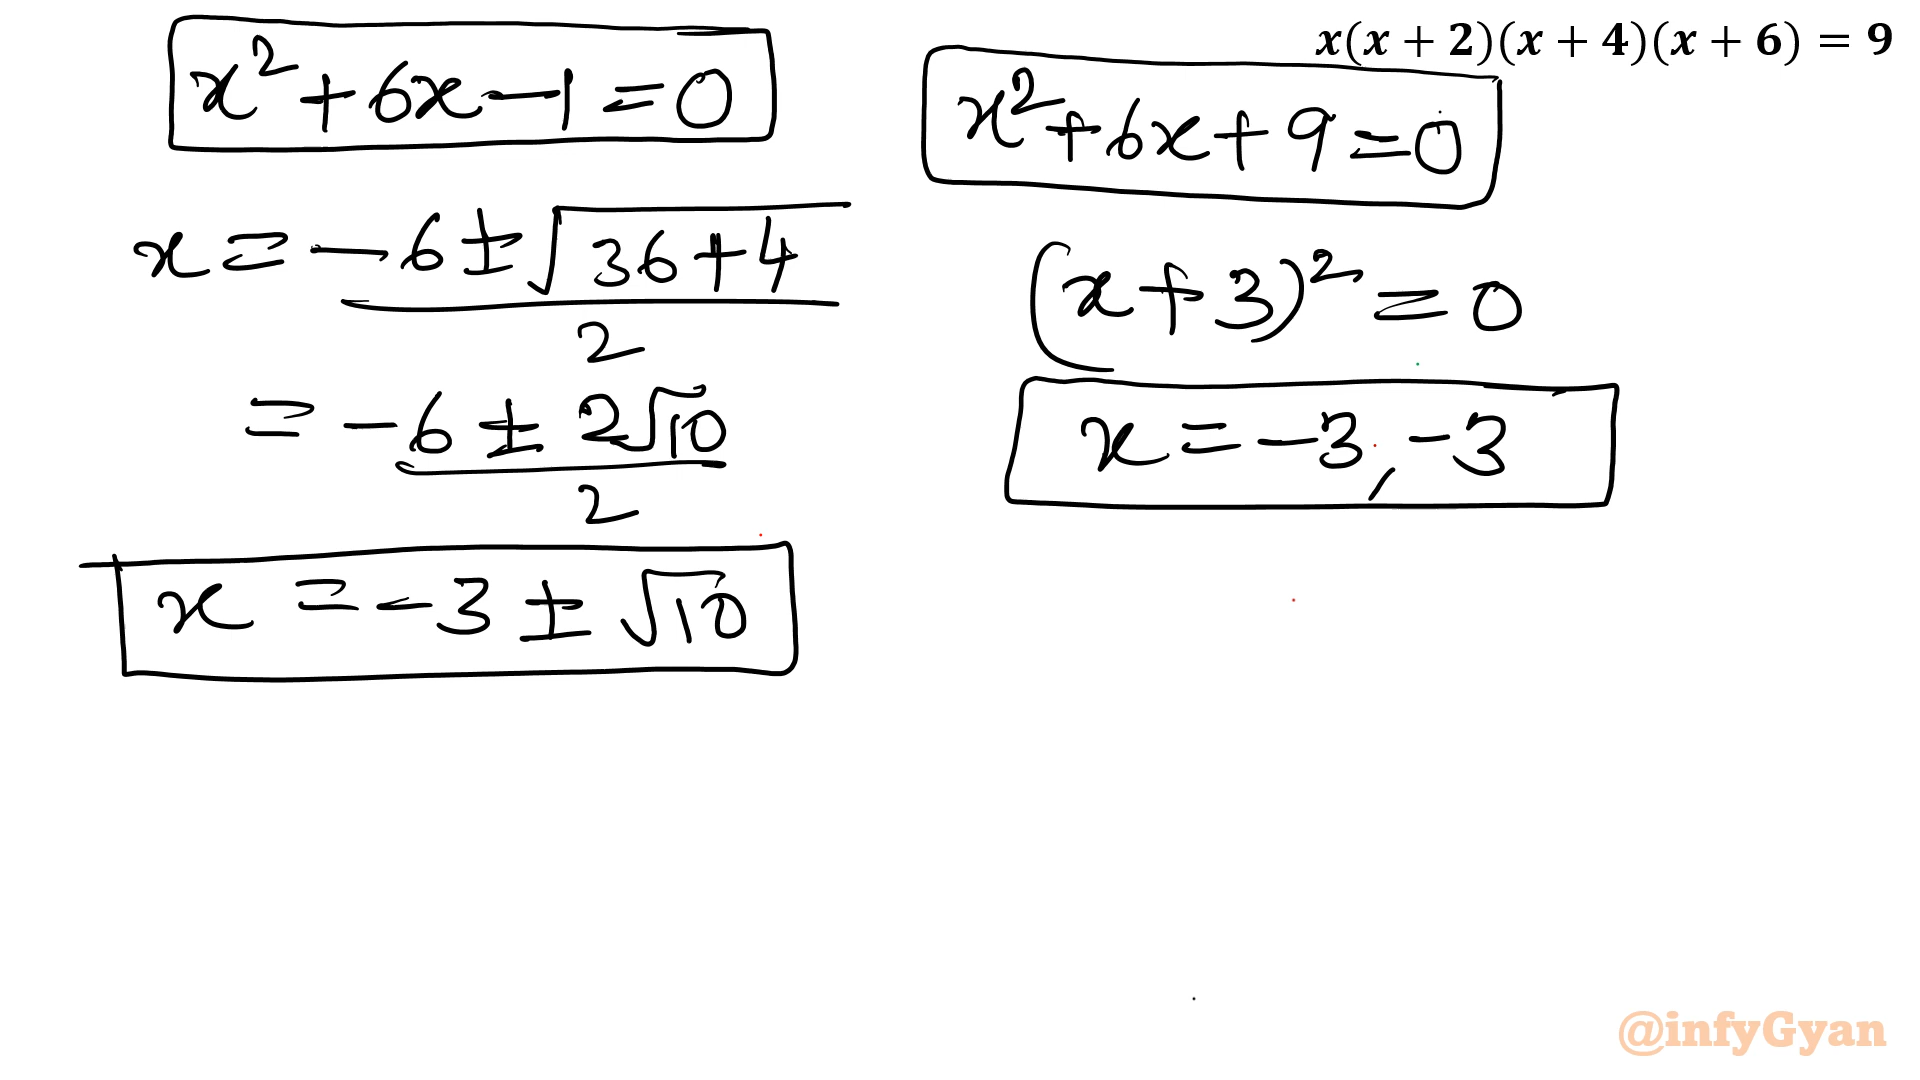 x(x + 2)(x + 4)(x + 6) = 9
x² + 6x - 1 = 0
x = -6 ± √36+4
2
= -6 ± 2√10
2
x = -3 ± √10
x² + 6x + 9 = 0
(x + 3)² = 0
x = -3, -3
@infyGyan